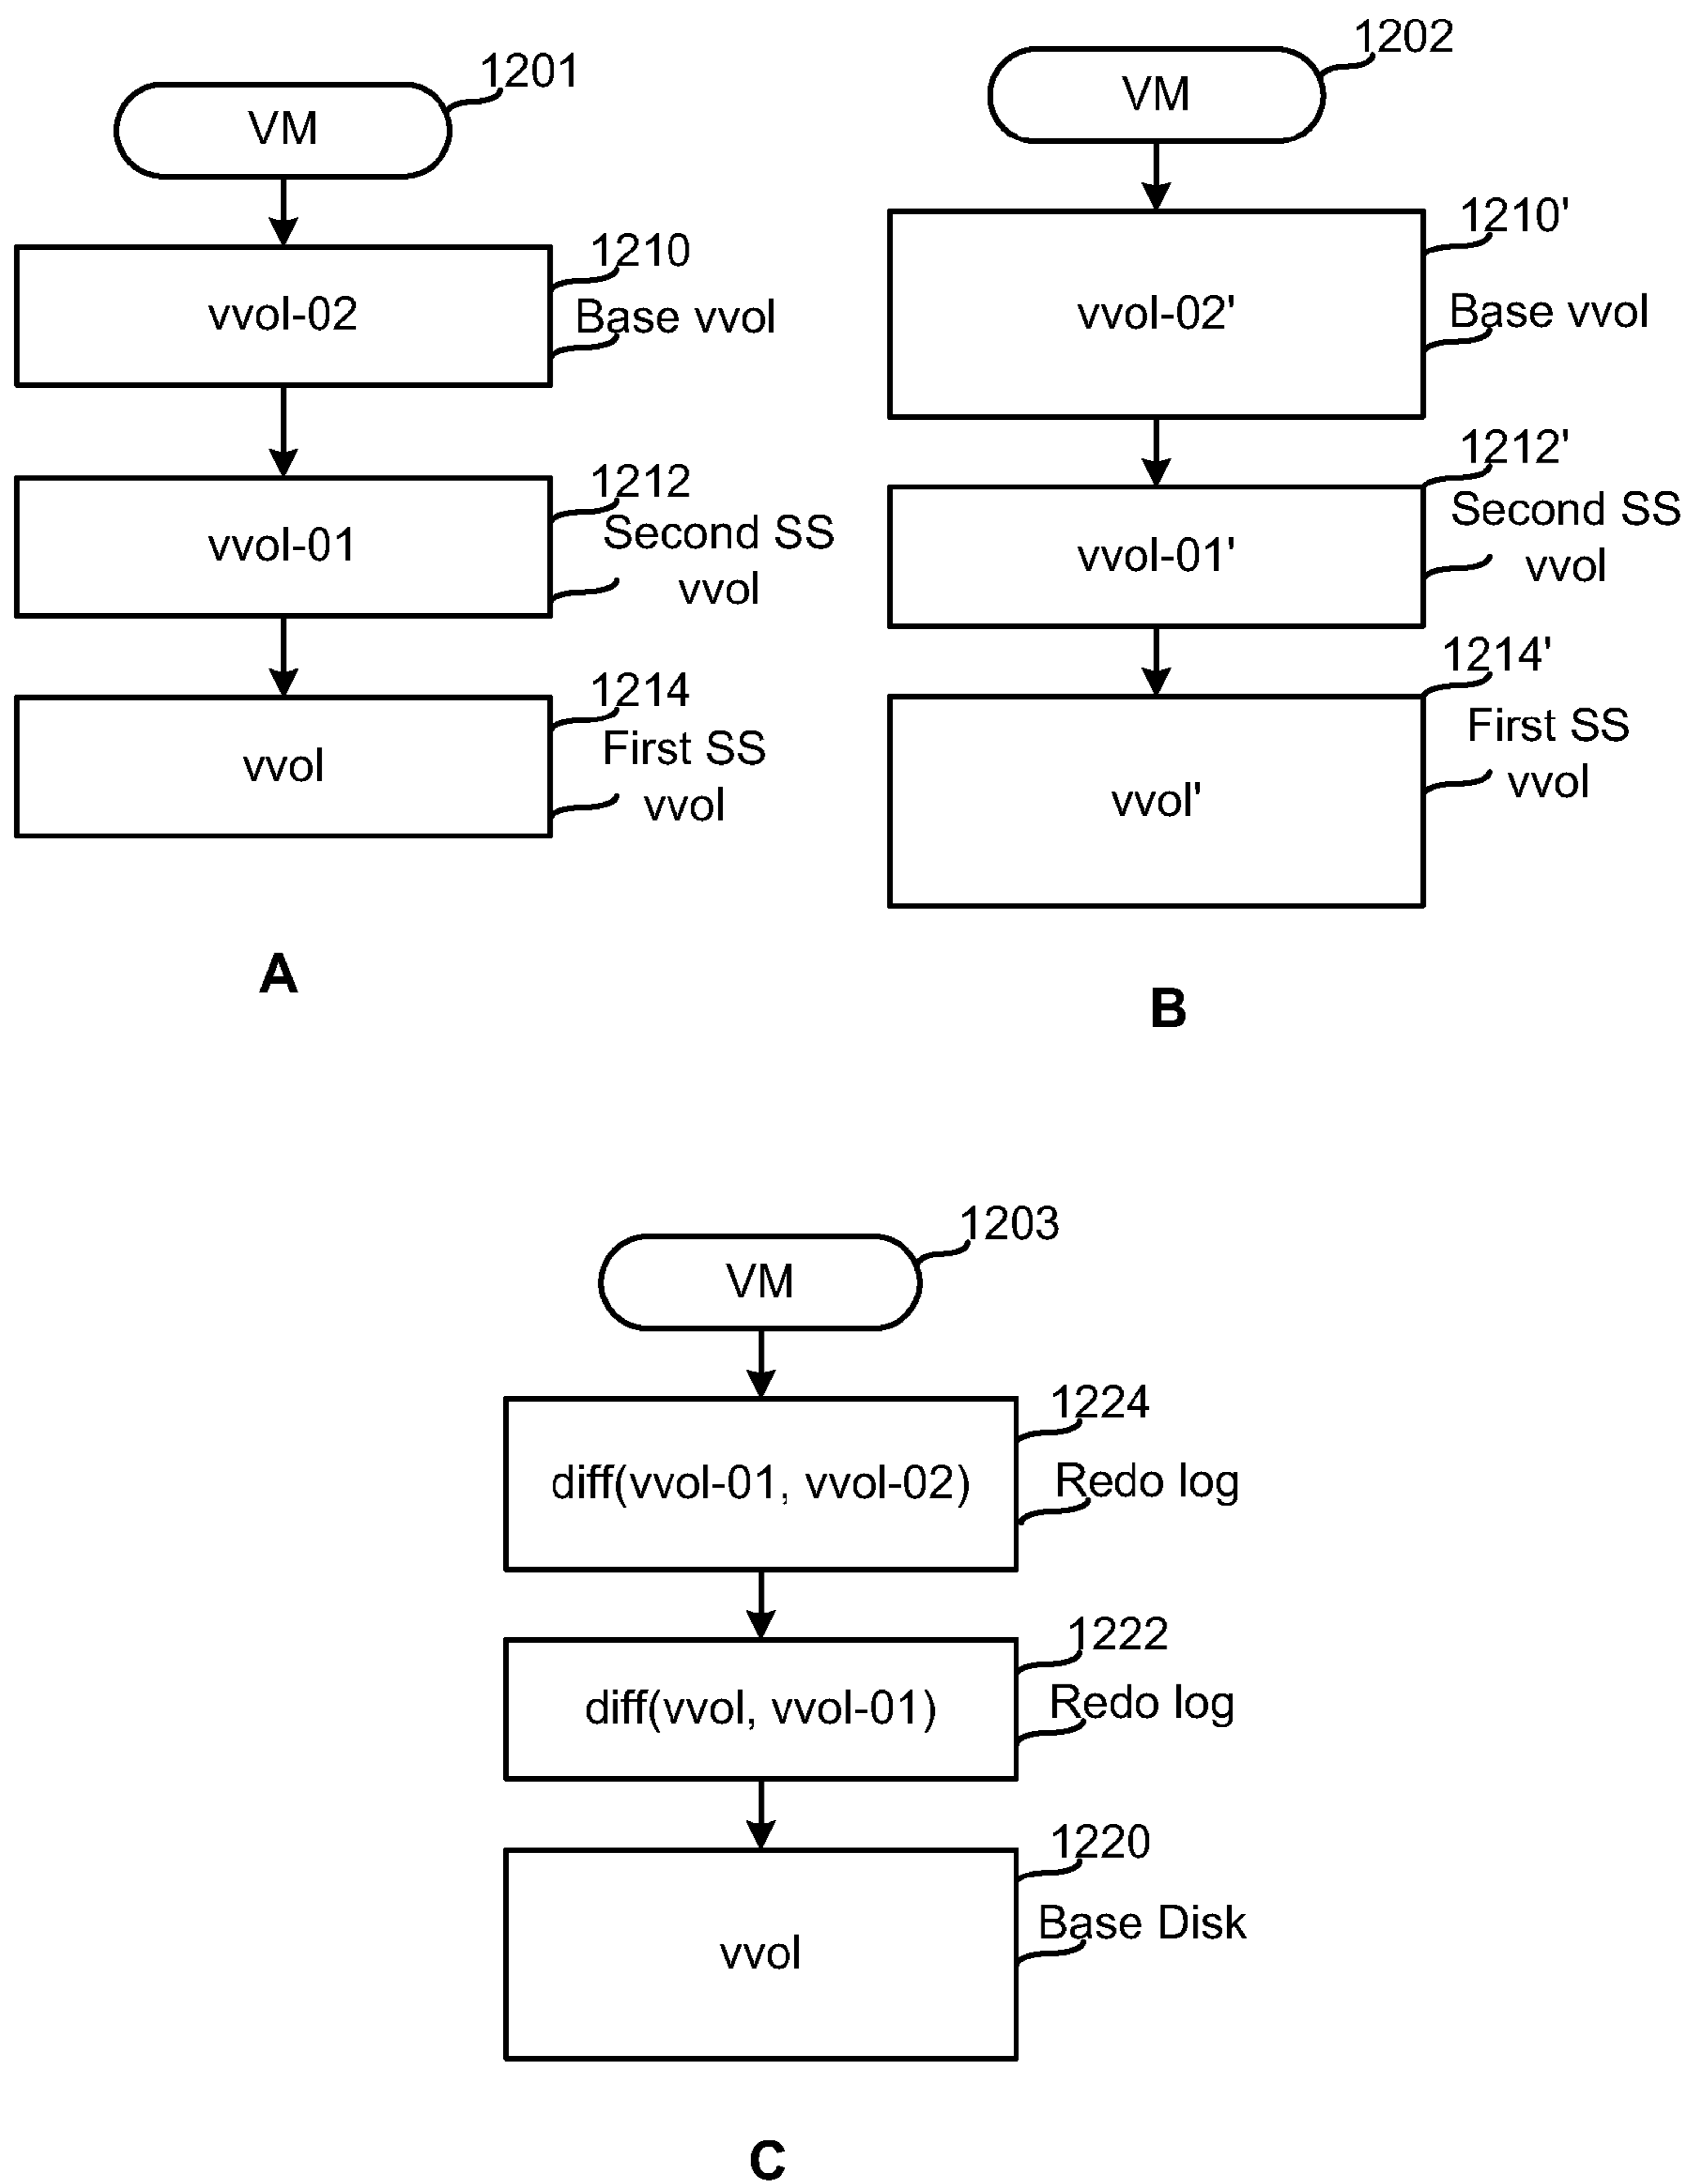 1201
VM
1210
vvol-02
Base vvol
1212
vvol-01
Second SS
vvol
1214
vvol
First SS
vvol
A
1202
VM
1210'
vvol-02'
Base vvol
1212'
vvol-01'
Second SS
vvol
1214'
vvol'
First SS
vvol
B
1203
VM
1224
diff(vvol-01, vvol-02)
Redo log
1222
diff(vvol, vvol-01)
Redo log
1220
vvol
Base Disk
C